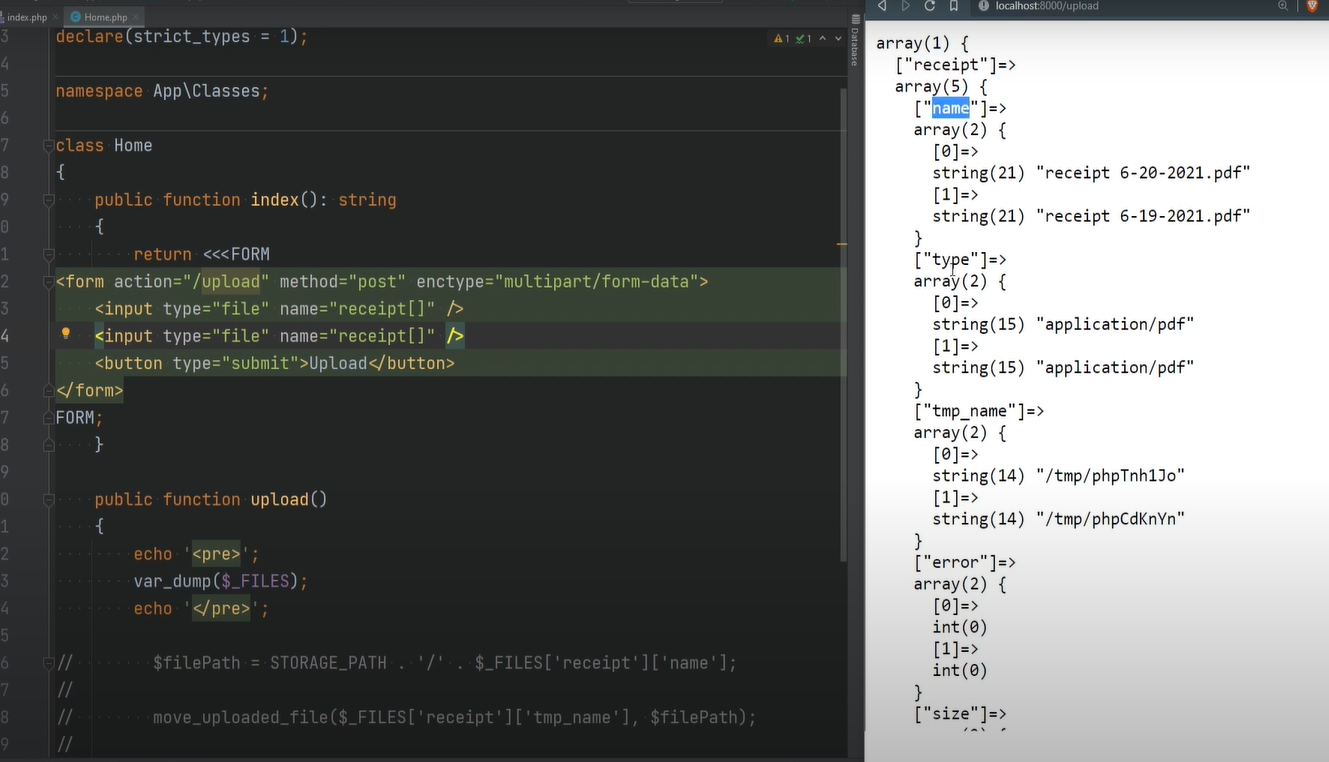 index.php
Home.php
3 declare(strict_types = 1);
4
5 namespace App\Classes;
6
7 class Home
8 {
9 public function index(): string
0 {
1 return <<<FORM
2 <form action="/upload" method="post" enctype="multipart/form-data">
3 <input type="file" name="receipt[]" />
4 <input type="file" name="receipt[]" />
5 <button type="submit">Upload</button>
6 </form>
7 FORM;
8 }
9
0 public function upload()
1 {
2 echo '<pre>';
3 var_dump($_FILES);
4 echo '</pre>';
5
6 // $filePath = STORAGE_PATH . '/' . $_FILES['receipt']['name'];
7 //
8 // move_uploaded_file($_FILES['receipt']['tmp_name'], $filePath);
9 //
1 1
Database
localhost:8000/upload
array(1) {
["receipt"]=>
array(5) {
["name"]=>
array(2) {
[0]=>
string(21) "receipt 6-20-2021.pdf"
[1]=>
string(21) "receipt 6-19-2021.pdf"
}
["type"]=>
array(2) {
[0]=>
string(15) "application/pdf"
[1]=>
string(15) "application/pdf"
}
["tmp_name"]=>
array(2) {
[0]=>
string(14) "/tmp/phpTnh1Jo"
[1]=>
string(14) "/tmp/phpCdKnYn"
}
["error"]=>
array(2) {
[0]=>
int(0)
[1]=>
int(0)
}
["size"]=>